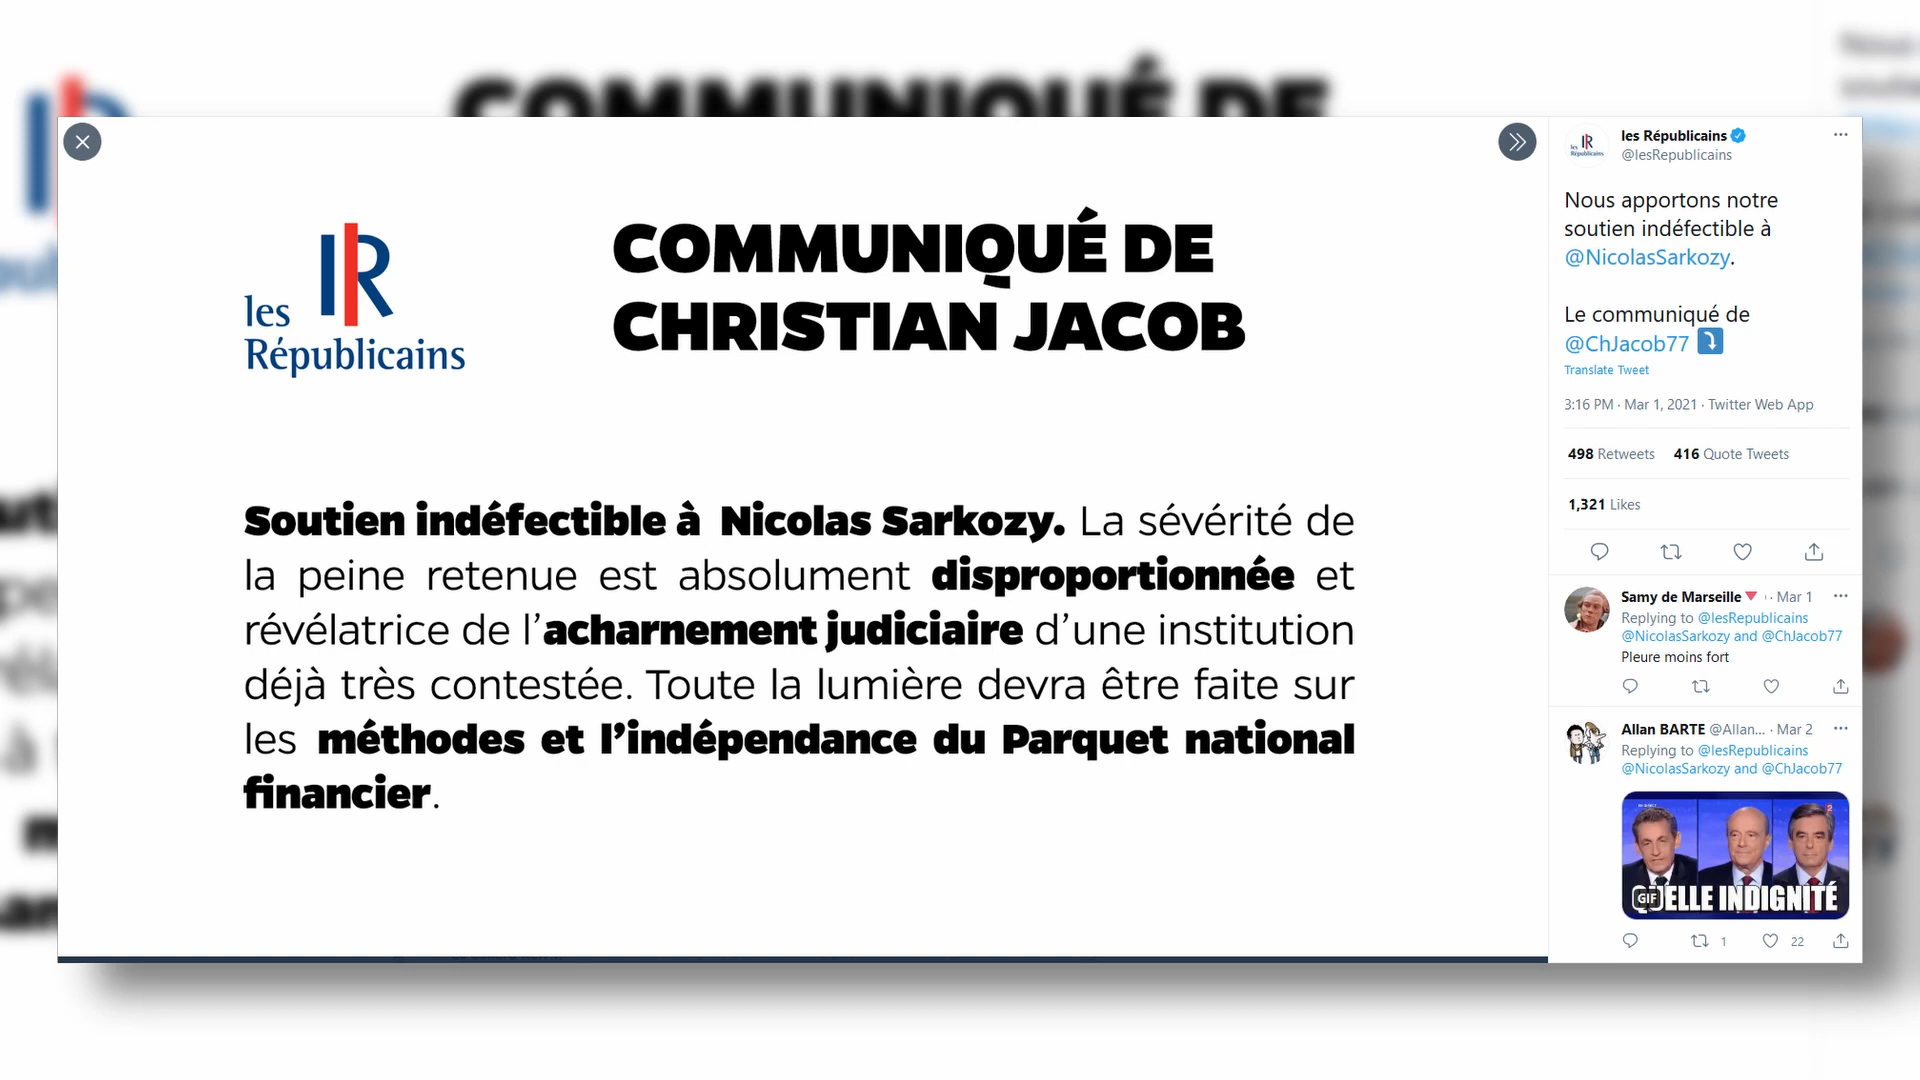 COMMUNIQUÉ DE
les Républicains
@lesRepublicains
IR
les
Républicains
COMMUNIQUÉ DE
CHRISTIAN JACOB
Soutien indéfectible à Nicolas Sarkozy. La sévérité de
la peine retenue est absolument disproportionnée et
révélatrice de l’acharnement judiciaire d’une institution
déjà très contestée. Toute la lumière devra être faite sur
les méthodes et l’indépendance du Parquet national
financier.
Nous apportons notre
soutien indéfectible à
@NicolasSarkozy.
Le communiqué de
@ChJacob77
Translate Tweet
3:16 PM · Mar 1, 2021 · Twitter Web App
498 Retweets 416 Quote Tweets
1,321 Likes
Samy de Marseille · Mar 1
Replying to @lesRepublicains
@NicolasSarkozy and @ChJacob77
Pleure moins fort
Allan BARTE @Allan... · Mar 2
Replying to @lesRepublicains
@NicolasSarkozy and @ChJacob77
QUELLE INDIGNITÉ
GIF
1 22